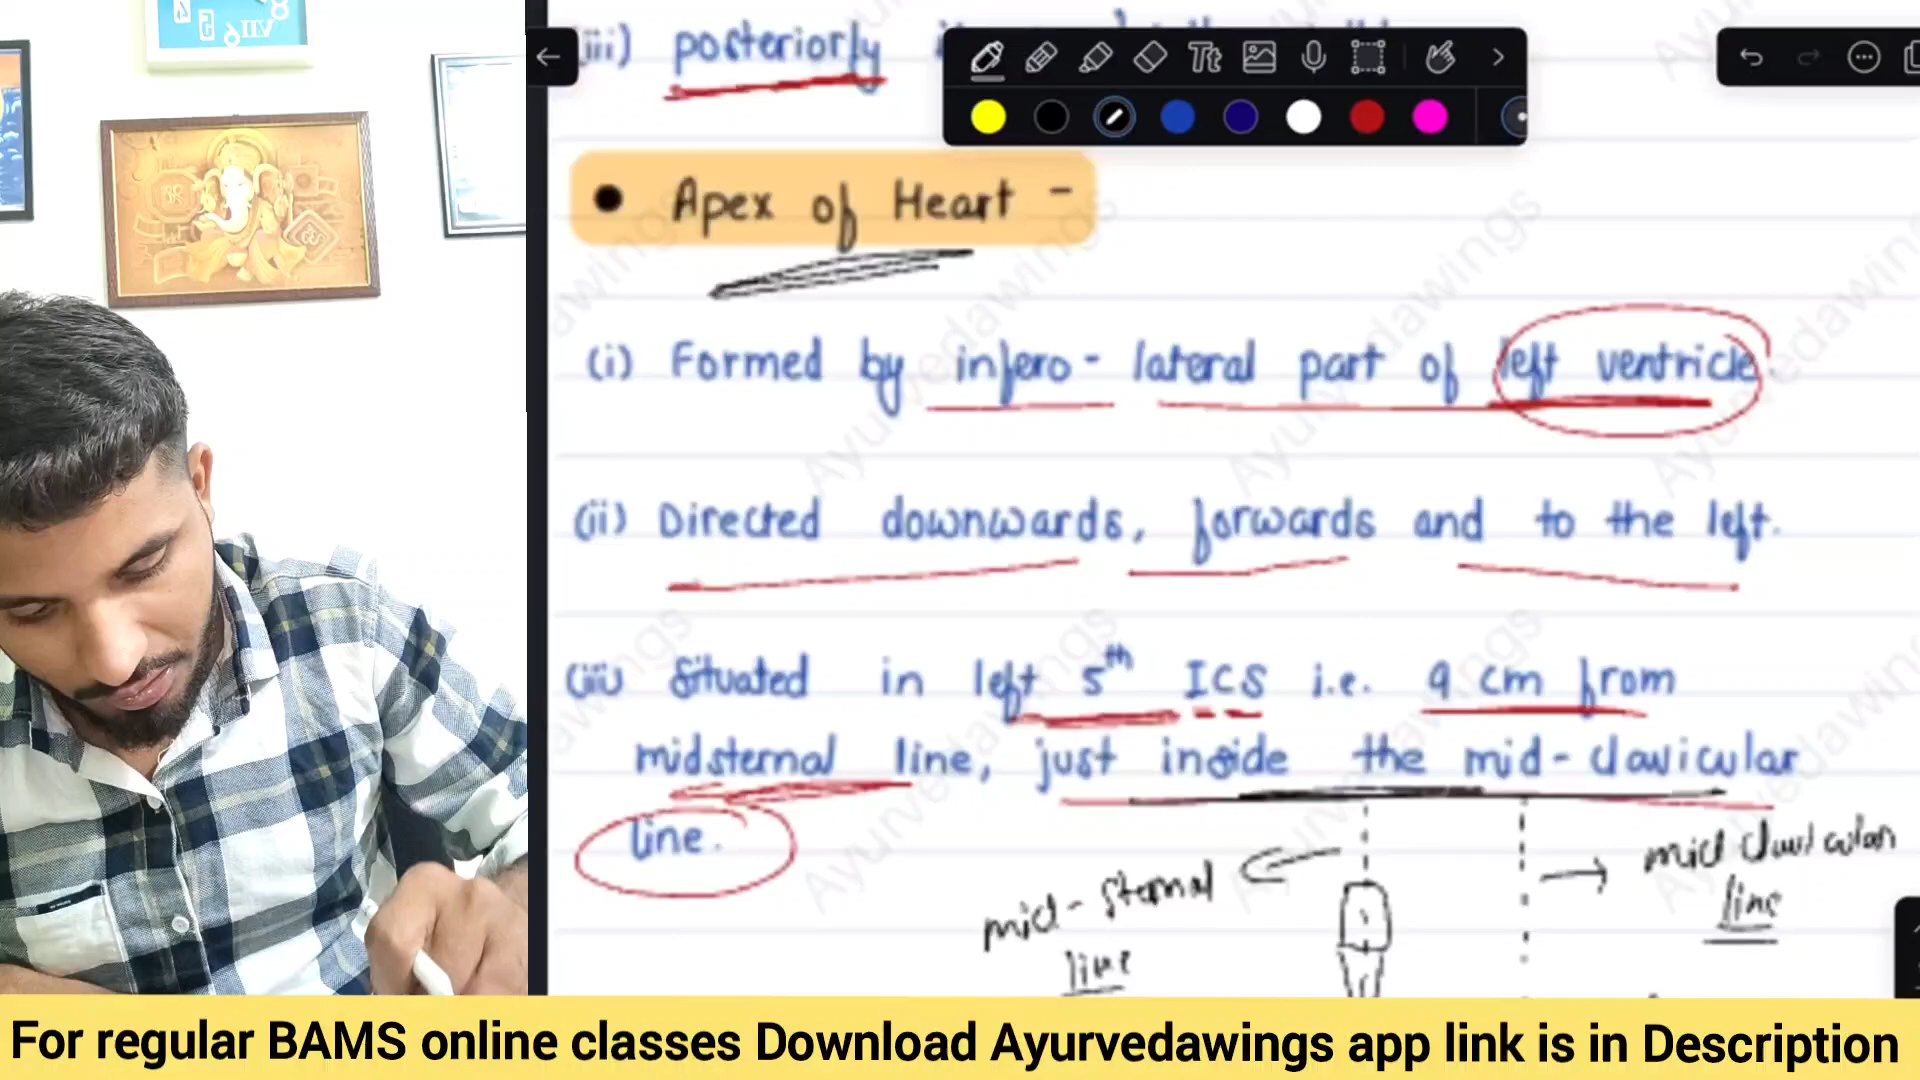 (iii) posteriorly
Tt
• Apex of Heart -
(i) Formed by infero- lateral part of left ventricle.
(ii) Directed downwards, forwards and to the left.
(iii) Situated in left 5th ICS i.e. 9 cm from
midsternal line, just inside the mid-clavicular
line.
mid-sternal
line
mid clavicular
line
Ayurvedawings
For regular BAMS online classes Download Ayurvedawings app link is in Description